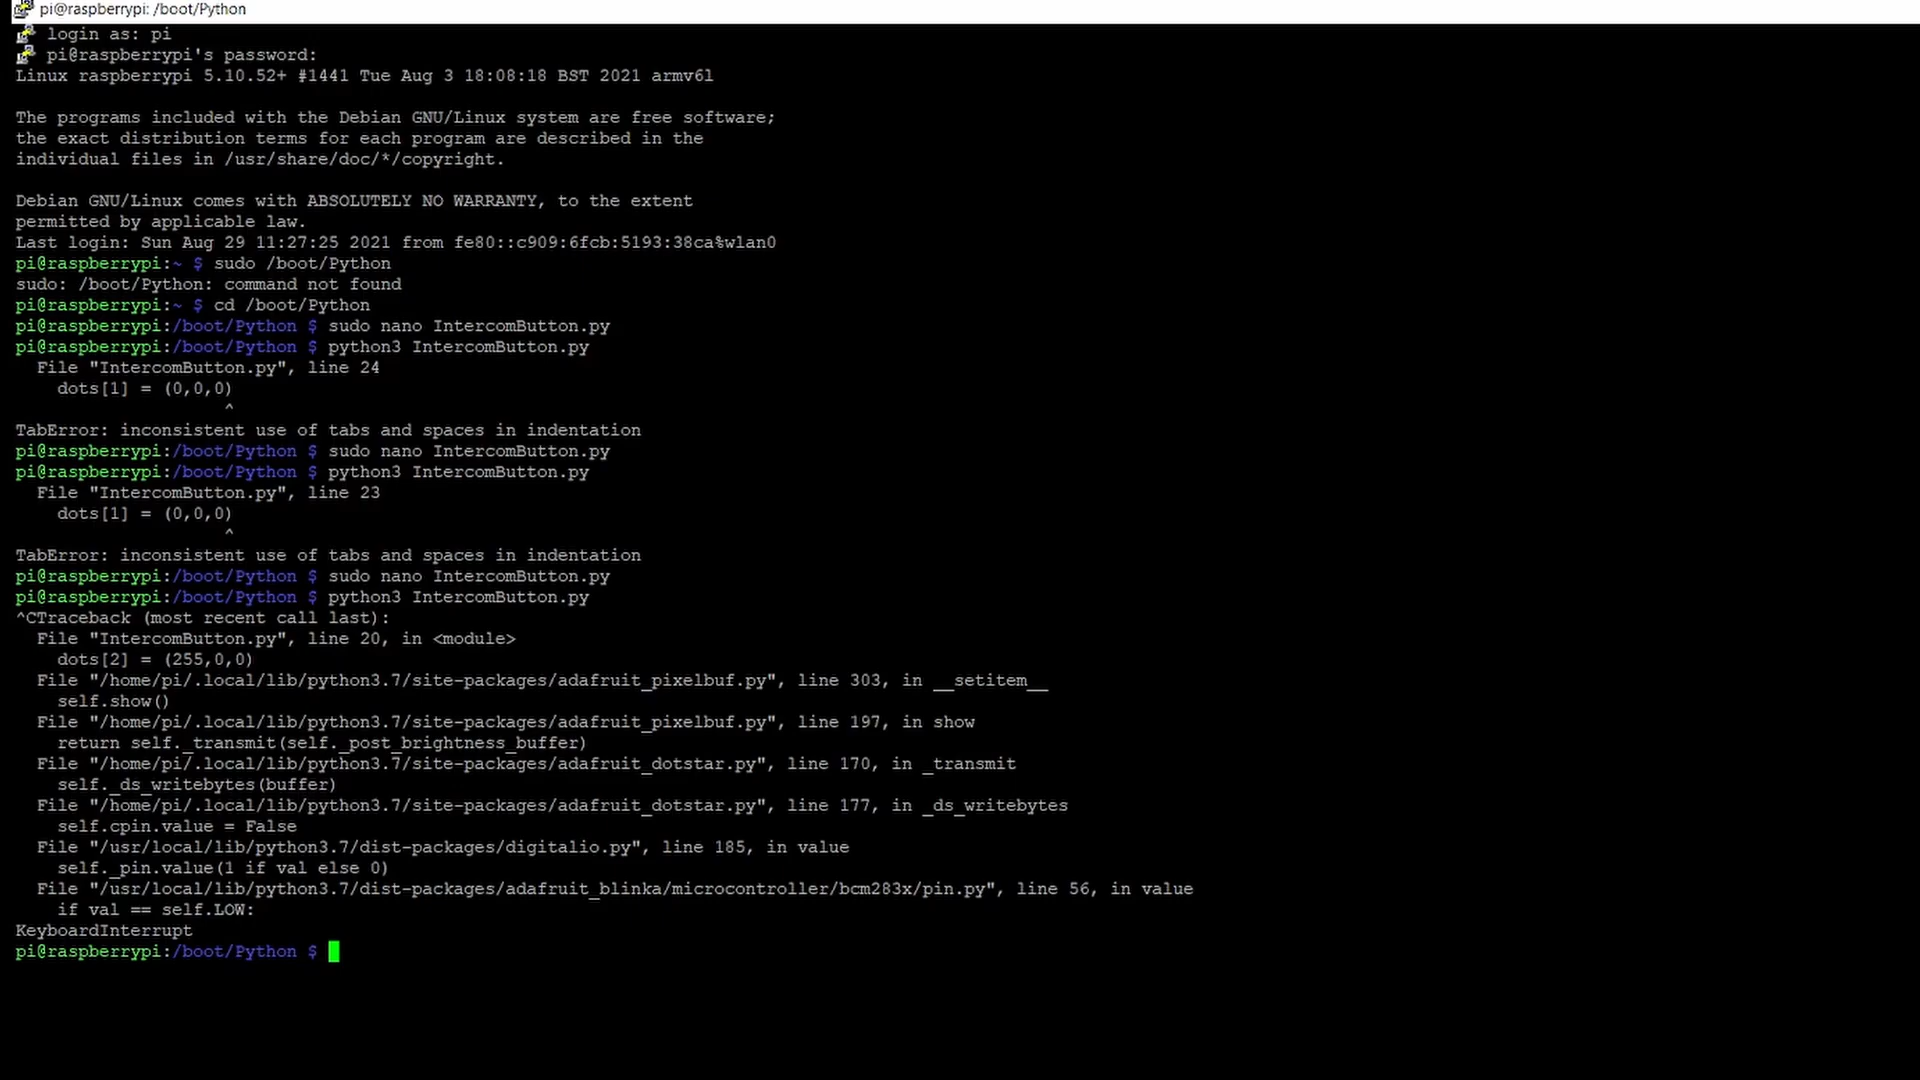 pi@raspberrypi: /boot/Python
login as: pi
pi@raspberrypi's password:
Linux raspberrypi 5.10.52+ #1441 Tue Aug 3 18:08:18 BST 2021 armv6l
The programs included with the Debian GNU/Linux system are free software;
the exact distribution terms for each program are described in the
individual files in /usr/share/doc/*/copyright.
Debian GNU/Linux comes with ABSOLUTELY NO WARRANTY, to the extent
permitted by applicable law.
Last login: Sun Aug 29 11:27:25 2021 from fe80::c909:6fcb:5193:38ca%wlan0
pi@raspberrypi:~ $ sudo /boot/Python
sudo: /boot/Python: command not found
pi@raspberrypi:~ $ cd /boot/Python
pi@raspberrypi:/boot/Python $ sudo nano IntercomButton.py
pi@raspberrypi:/boot/Python $ python3 IntercomButton.py
File "IntercomButton.py", line 24
dots[1] = (0,0,0)
^
TabError: inconsistent use of tabs and spaces in indentation
pi@raspberrypi:/boot/Python $ sudo nano IntercomButton.py
pi@raspberrypi:/boot/Python $ python3 IntercomButton.py
File "IntercomButton.py", line 23
dots[1] = (0,0,0)
^
TabError: inconsistent use of tabs and spaces in indentation
pi@raspberrypi:/boot/Python $ sudo nano IntercomButton.py
pi@raspberrypi:/boot/Python $ python3 IntercomButton.py
^CTraceback (most recent call last):
File "IntercomButton.py", line 20, in <module>
dots[2] = (255,0,0)
File "/home/pi/.local/lib/python3.7/site-packages/adafruit_pixelbuf.py", line 303, in __setitem__
self.show()
File "/home/pi/.local/lib/python3.7/site-packages/adafruit_pixelbuf.py", line 197, in show
return self._transmit(self._post_brightness_buffer)
File "/home/pi/.local/lib/python3.7/site-packages/adafruit_dotstar.py", line 170, in _transmit
self._ds_writebytes(buffer)
File "/home/pi/.local/lib/python3.7/site-packages/adafruit_dotstar.py", line 177, in _ds_writebytes
self.cpin.value = False
File "/usr/local/lib/python3.7/dist-packages/digitalio.py", line 185, in value
self._pin.value(1 if val else 0)
File "/usr/local/lib/python3.7/dist-packages/adafruit_blinka/microcontroller/bcm283x/pin.py", line 56, in value
if val == self.LOW:
KeyboardInterrupt
pi@raspberrypi:/boot/Python $